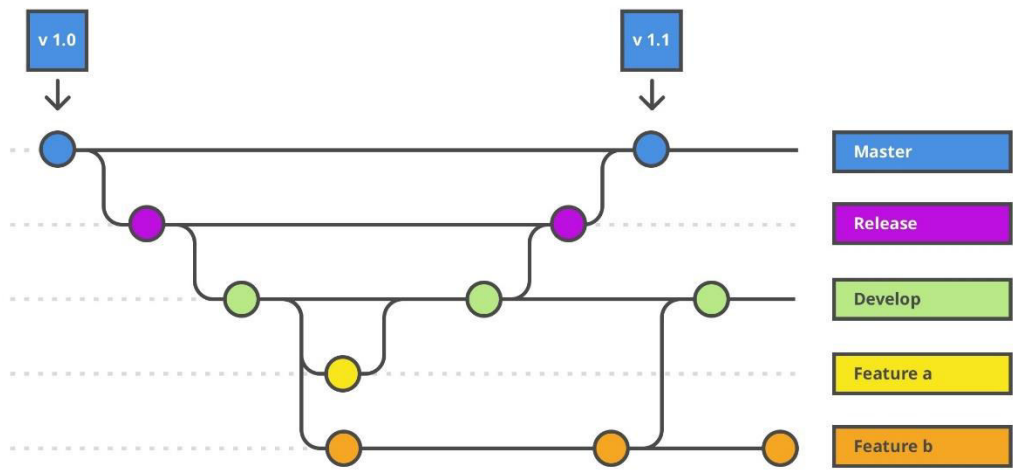 v 1.0
v 1.1
Master
Release
Develop
Feature a
Feature b